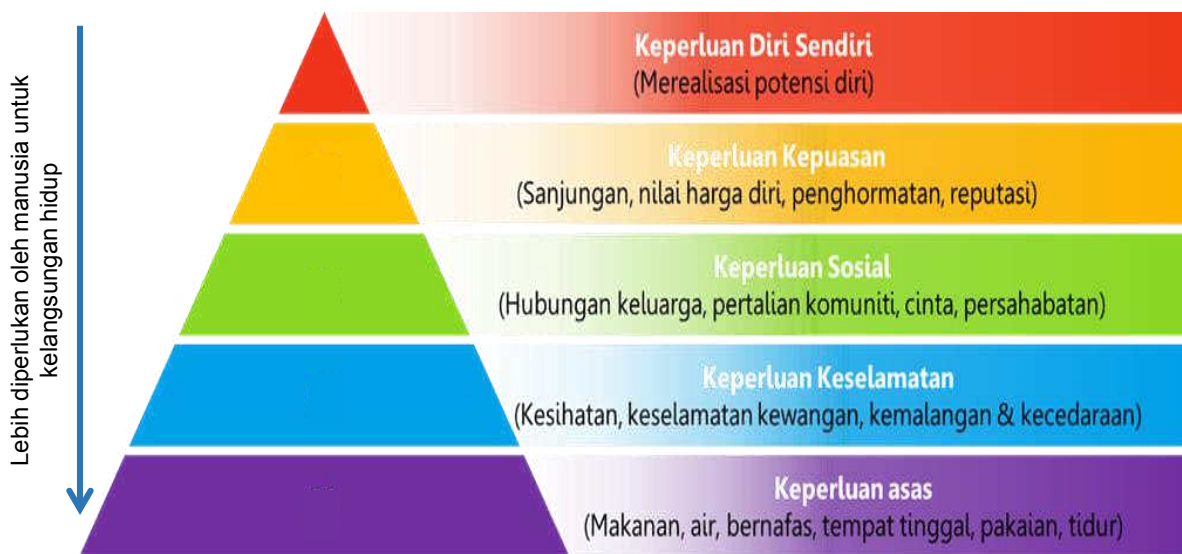 Lebih diperlukan oleh manusia untuk
kelangsungan hidup
Keperluan Diri Sendiri
(Merealisasi potensi diri)
Keperluan Kepuasan
(Sanjungan, nilai harga diri, penghormatan, reputasi)
Keperluan Sosial
(Hubungan keluarga, pertalian komuniti, cinta, persahabatan)
Keperluan Keselamatan
(Kesihatan, keselamatan kewangan, kemalangan & kecedaraan)
Keperluan asas
(Makanan, air, bernafas, tempat tinggal, pakaian, tidur)